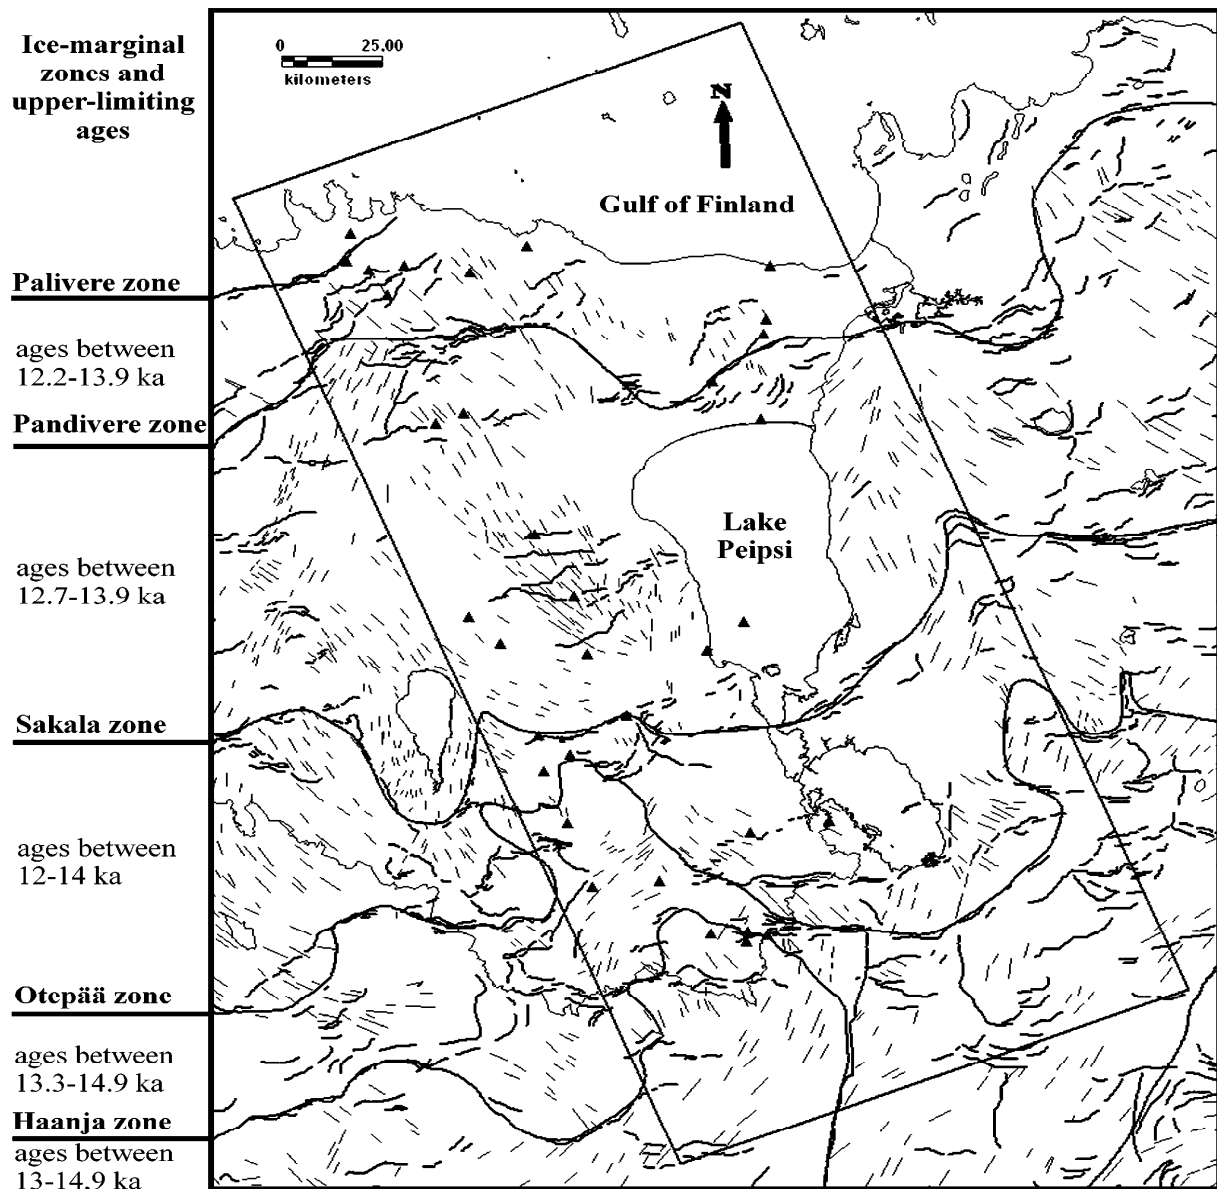 Ice-marginal
zones and
upper-limiting
ages
0 25.00
kilometers
N
Gulf of Finland
Palivere zone
ages between
12.2-13.9 ka
Pandivere zone
Lake
Peipsi
ages between
12.7-13.9 ka
Sakala zone
ages between
12-14 ka
Otepää zone
ages between
13.3-14.9 ka
Haanja zone
ages between
13-14,9 ka